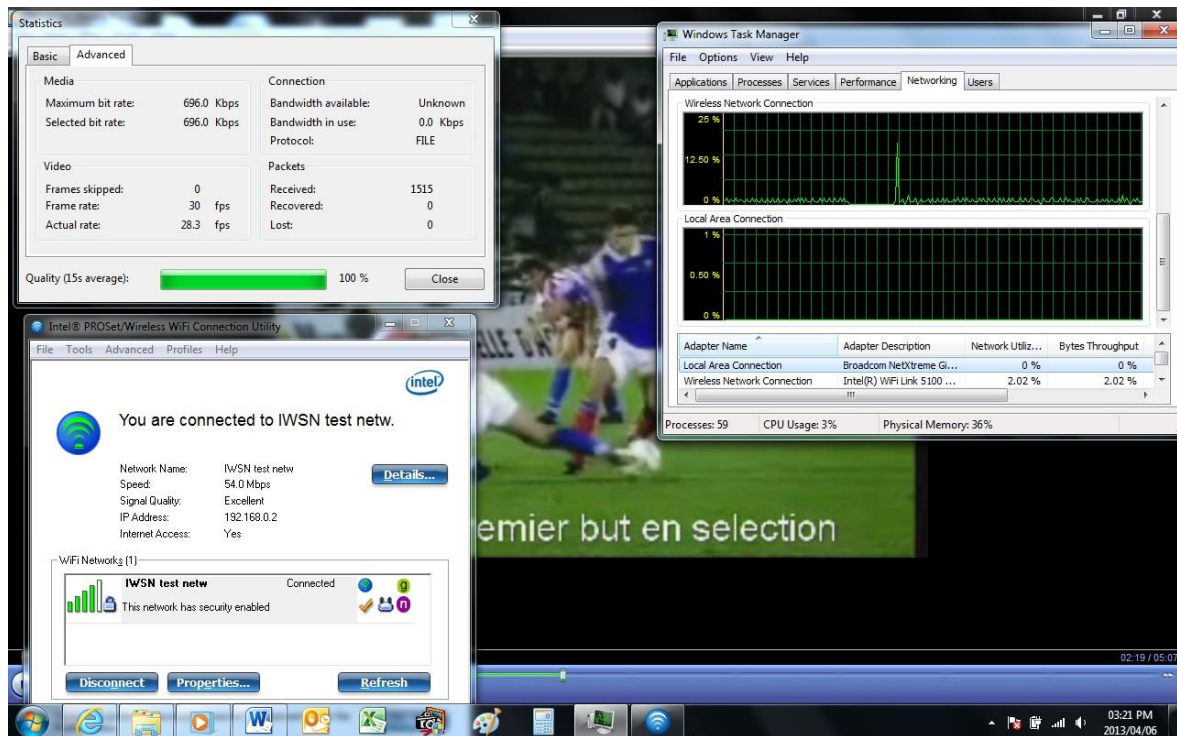 Statistics
Basic Advanced
Media
Maximum bit rate: 696.0 Kbps
Selected bit rate: 696.0 Kbps
Connection
Bandwidth available: Unknown
Bandwidth in use: 0.0 Kbps
Protocol: FILE
Video
Frames skipped: 0
Frame rate: 30 fps
Actual rate: 28.3 fps
Packets
Received: 1515
Recovered: 0
Lost: 0
Quality (15s average): 100 % Close
Windows Task Manager
File Options View Help
Applications Processes Services Performance Networking Users
Wireless Network Connection
25 %
12.50 %
0 %
Local Area Connection
1 %
0.50 %
0 %
Adapter Name Adapter Description Network Utiliz... Bytes Throughput
Local Area Connection Broadcom NetXtreme Gi... 0 % 0 %
Wireless Network Connection Intel(R) WiFi Link 5100 ... 2.02 % 2.02 %
Processes: 59 CPU Usage: 3% Physical Memory: 36%
Intel® PROSet/Wireless WiFi Connection Utility
File Tools Advanced Profiles Help
intel
You are connected to IWSN test netw.
Network Name: IWSN test netw
Speed: 54.0 Mbps
Signal Quality: Excellent
IP Address: 192.168.0.2
Internet Access: Yes
Details...
WiFi Networks (1)
IWSN test netw Connected g
This network has security enabled n
Disconnect Properties... Refresh
emier but en selection
02:19 / 05:07
03:21 PM
2013/04/06